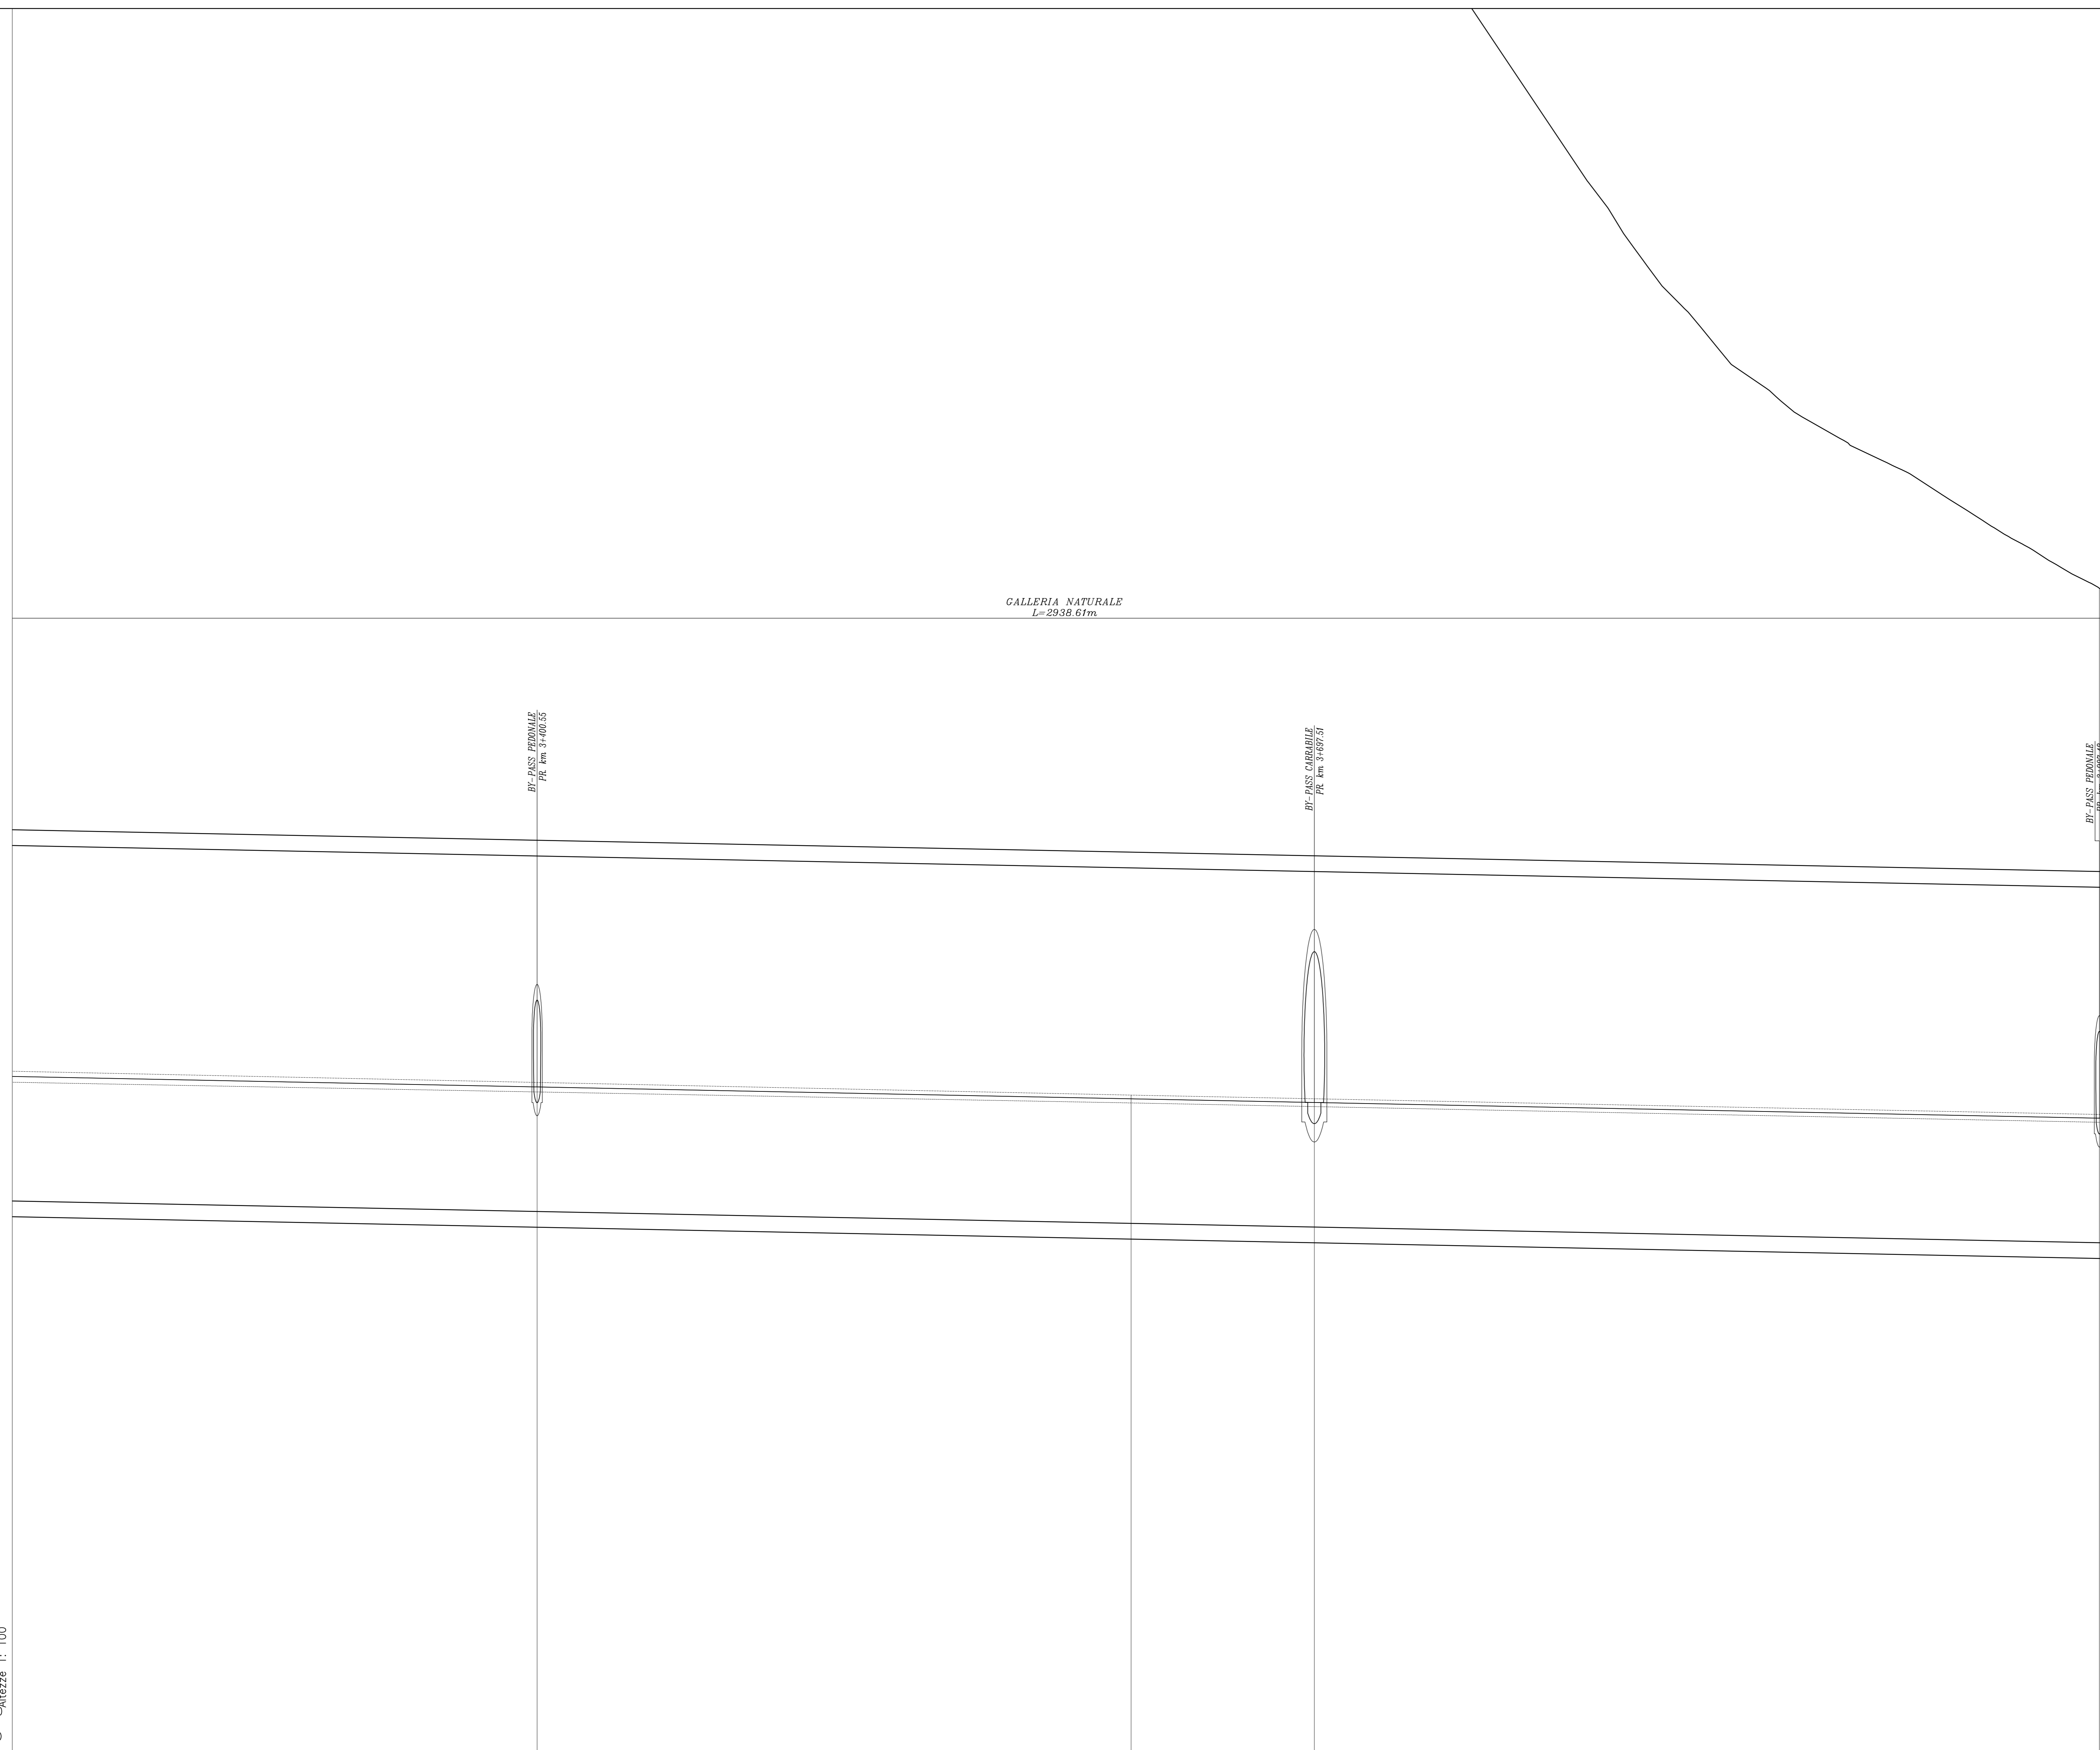 GALLERIA NATURALE
L=2938.61m
BY-PASS PEDONALE
PR. km 3+400.55
BY-PASS CARRABILE
PR. km 3+697.51
BY-PASS PEDONALE
Altezze 1: 100